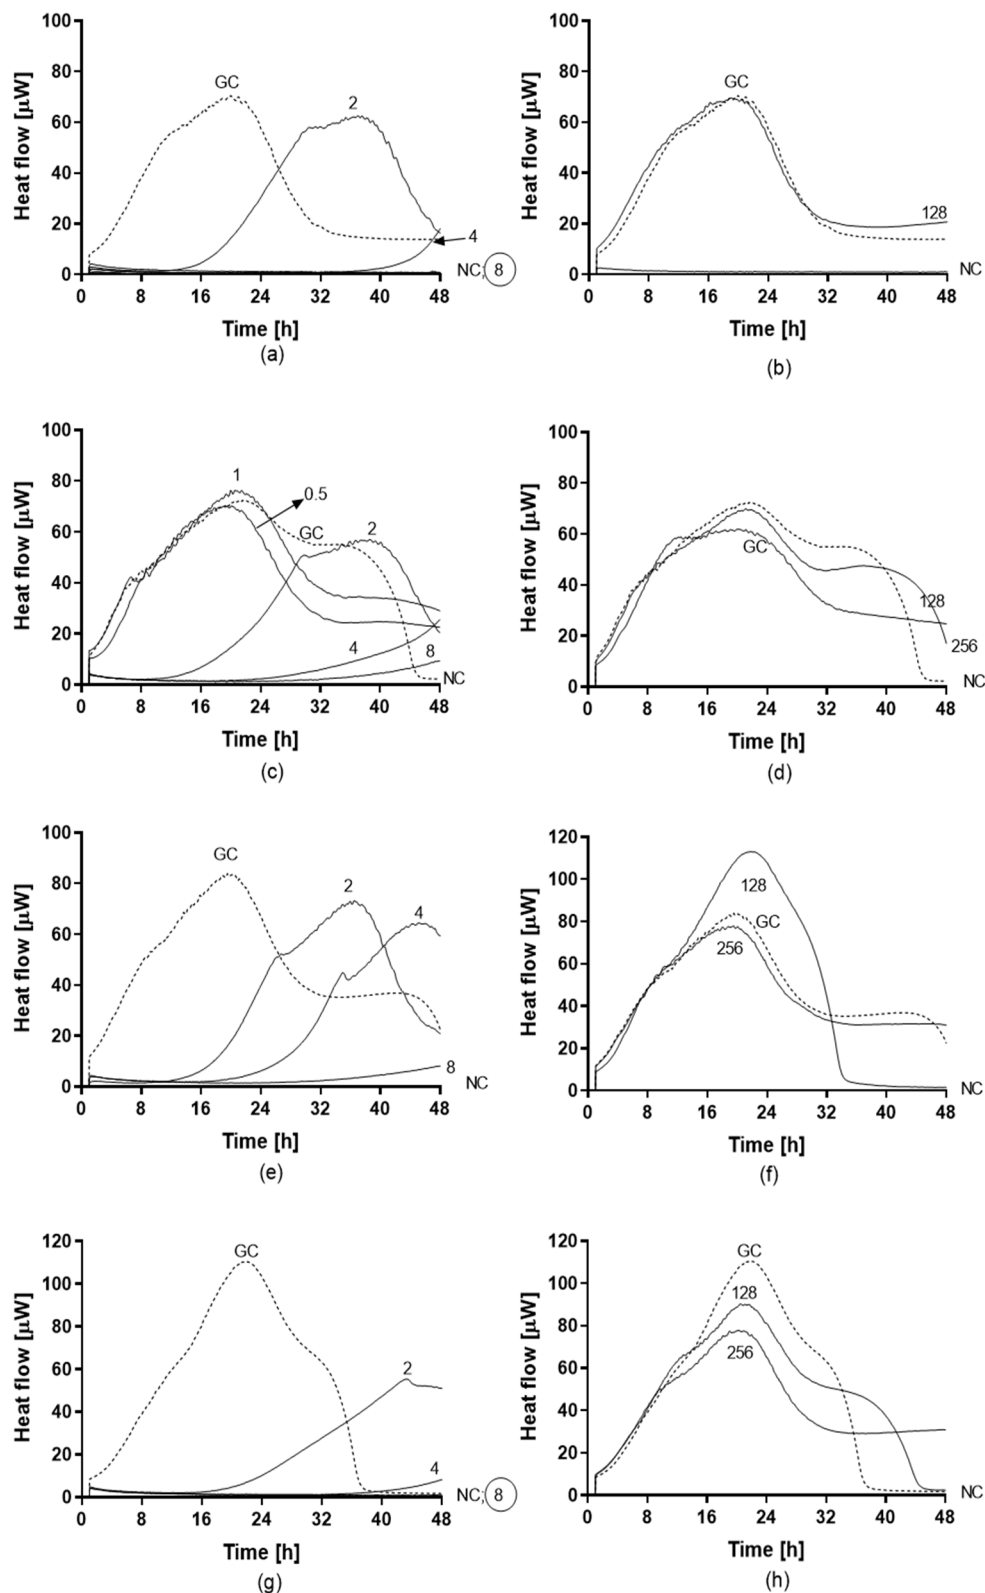 Heat flow [μW]
100
80
60
40
20
0
GC
2
4
NC; 8
0 8 16 24 32 40 48
Time [h]
(a)
Heat flow [μW]
100
80
60
40
20
0
GC
128
NC
0 8 16 24 32 40 48
Time [h]
(b)
Heat flow [μW]
100
80
60
40
20
0
1
0.5
GC
2
4
8
NC
0 8 16 24 32 40 48
Time [h]
(c)
Heat flow [μW]
100
80
60
40
20
0
GC
128
256
NC
0 8 16 24 32 40 48
Time [h]
(d)
Heat flow [μW]
100
80
60
40
20
0
GC
2
4
8
NC
0 8 16 24 32 40 48
Time [h]
(e)
Heat flow [μW]
120
100
80
60
40
20
0
128
GC
256
NC
0 8 16 24 32 40 48
Time [h]
(f)
Heat flow [μW]
120
100
80
60
40
20
0
GC
2
4
NC; 8
0 8 16 24 32 40 48
Time [h]
(g)
Heat flow [μW]
120
100
80
60
40
20
0
GC
128
256
NC
0 8 16 24 32 40 48
Time [h]
(h)